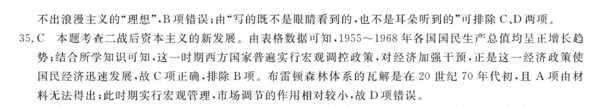 不出浪漫主义的“理想”,B项错误;由“写的既不是眼睛看到的,也不是耳朵听到的”可排除C、D两项。
35.C 本题考查二战后资本主义的新发展。由表格数据可知,1955~1968年各国国民生产总值均呈正增长趋
势;结合所学知识可知,这一时期西方国家普遍实行宏观调控政策,对经济加强干预,正是这一经济政策使
国民经济迅速发展,故C项正确,排除B项。布雷顿森林体系的瓦解是在20世纪70年代初,且A项由材
料无法得出;此时期实行宏观管理,市场调节的作用相对较小,故D项错误。